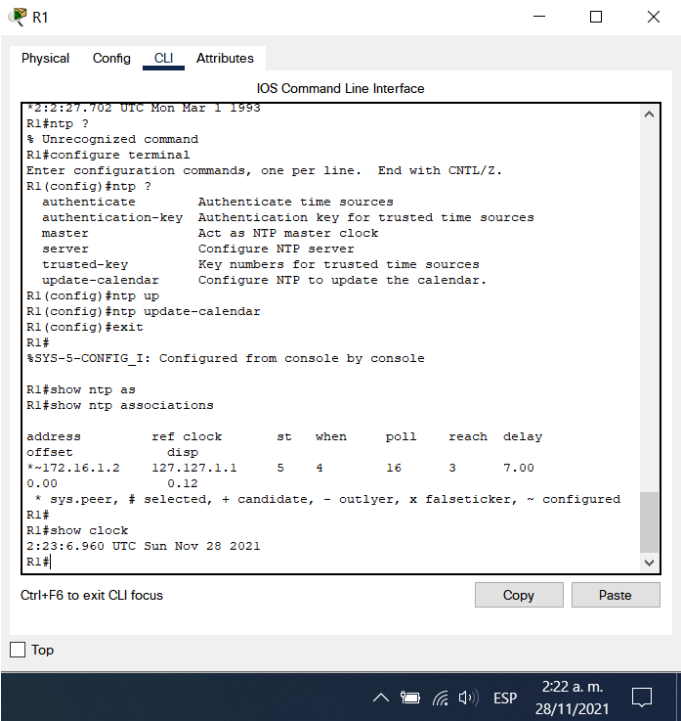 R1
Physical Config CLI Attributes
IOS Command Line Interface
*2:2:27.702 UTC Mon Mar 1 1993
R1#ntp ?
% Unrecognized command
R1#configure terminal
Enter configuration commands, one per line.  End with CNTL/Z.
R1(config)#ntp ?
  authenticate       Authenticate time sources
  authentication-key  Authentication key for trusted time sources
  master             Act as NTP master clock
  server             Configure NTP server
  trusted-key        Key numbers for trusted time sources
  update-calendar    Configure NTP to update the calendar.
R1(config)#ntp up
R1(config)#ntp update-calendar
R1(config)#exit
R1#
%SYS-5-CONFIG_I: Configured from console by console
R1#show ntp as
R1#show ntp associations
address         ref clock       st   when     poll    reach  delay
offset            disp
*~172.16.1.2    127.127.1.1     5    4        16      3      7.00
0.00              0.12
 * sys.peer, # selected, + candidate, - outlyer, x falseticker, ~ configured
R1#
R1#show clock
2:23:6.960 UTC Sun Nov 28 2021
R1#
Ctrl+F6 to exit CLI focus
Copy
Paste
Top
ESP
2:22 a. m.
28/11/2021